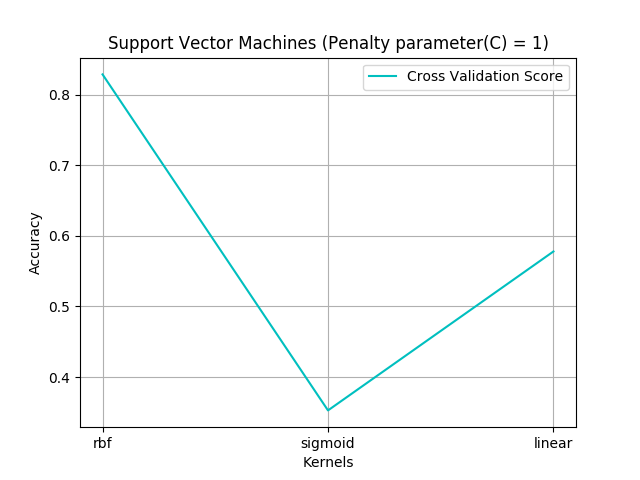 Support Vector Machines (Penalty parameter(C) = 1)
Cross Validation Score
0.8
0.7
0.6
0.5
0.4
Accuracy
rbf sigmoid linear
Kernels